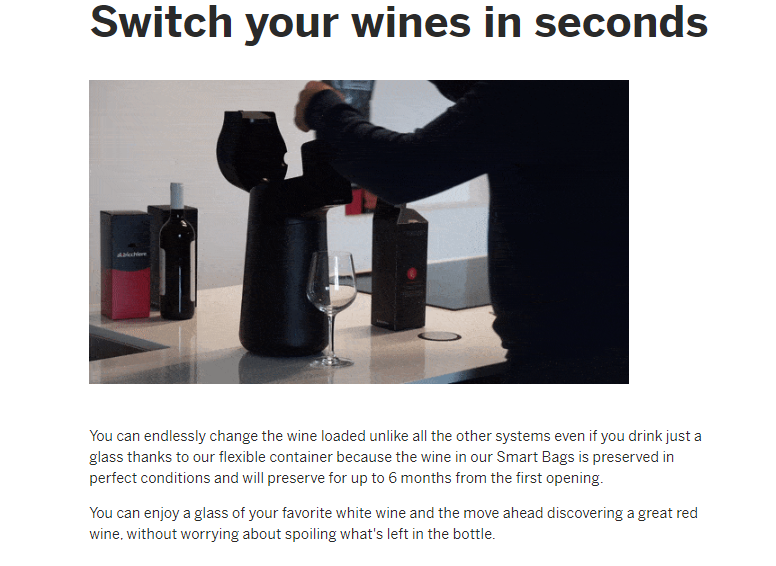 Switch your wines in seconds
You can endlessly change the wine loaded unlike all the other systems even if you drink just a
glass thanks to our flexible container because the wine in our Smart Bags is preserved in
perfect conditions and will preserve for up to 6 months from the first opening.
You can enjoy a glass of your favorite white wine and the move ahead discovering a great red
wine, without worrying about spoiling what's left in the bottle.